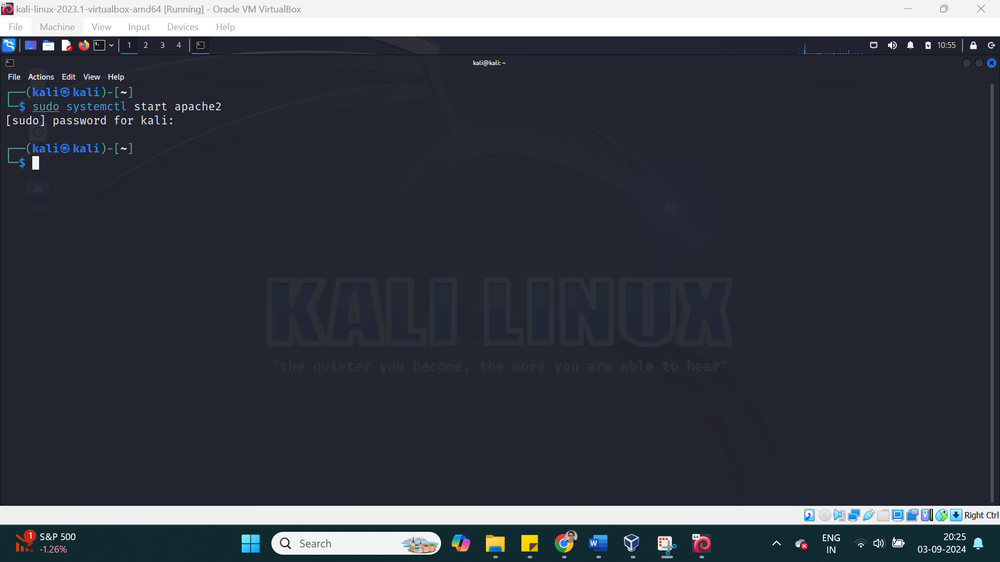 kali-linux-2023.1-virtualbox-amd64 [Running] - Oracle VM VirtualBox
File Machine View Input Devices Help
1 2 3 4 10:55
kali@kali: ~
File Actions Edit View Help
┌──(kali㉿kali)-[~]
└─$ sudo systemctl start apache2
[sudo] password for kali:
┌──(kali㉿kali)-[~]
└─$
Home
KALI LINUX
"the quieter you become, the more you are able to hear"
Right Ctrl
1 S&P 500
-1.26%
Search
64
ENG
IN
20:25
03-09-2024